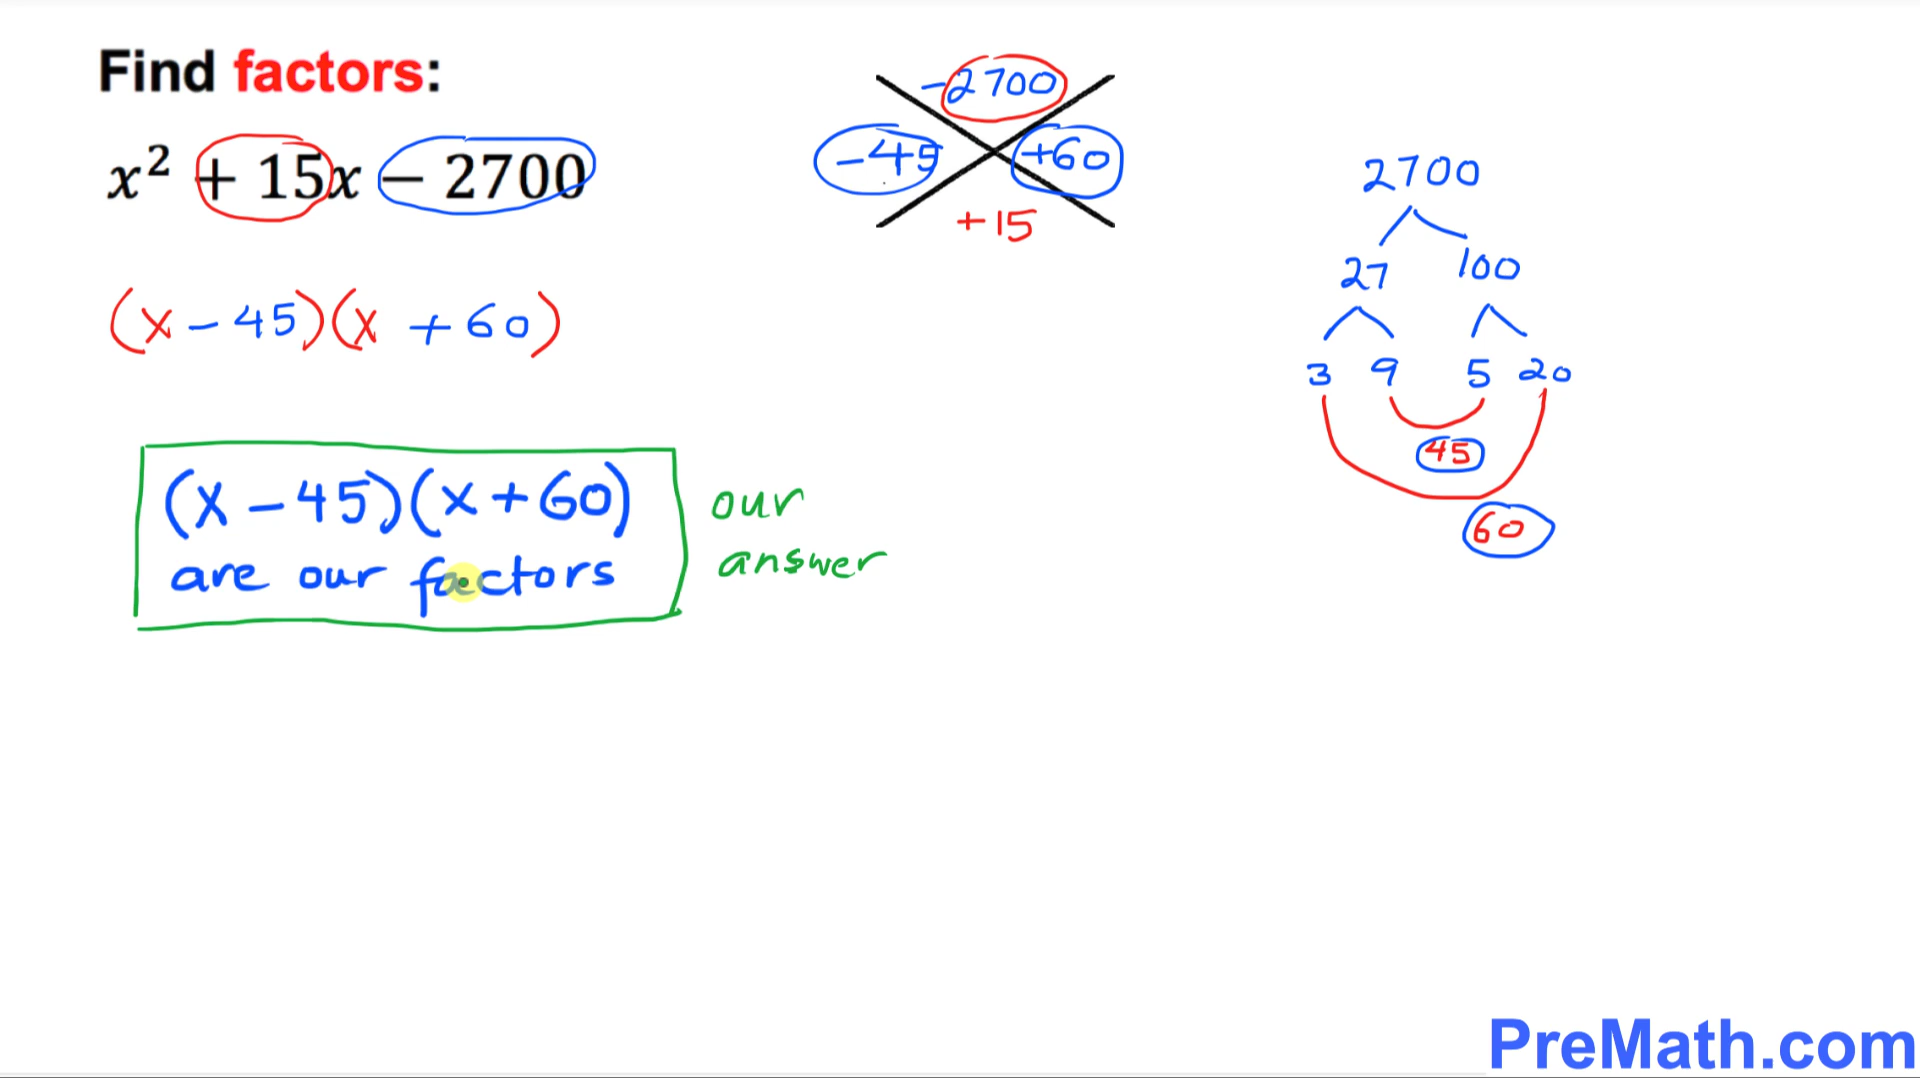 Find factors:
x² + 15x − 2700
(x − 45)(x + 60)
(x − 45)(x + 60)
are our factors
our
answer
-2700
-45 +60
+15
2700
27 100
3 9 5 20
45
60
PreMath.com